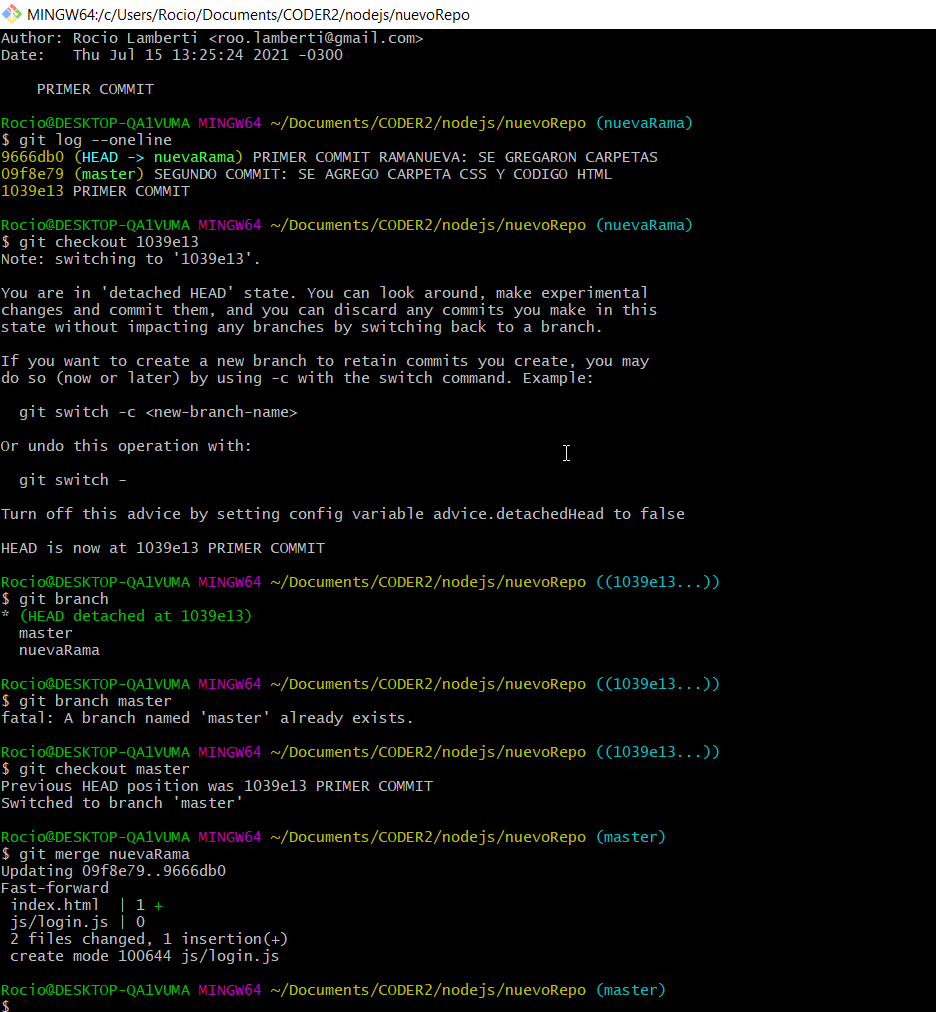 MINGW64:/c/Users/Rocio/Documents/CODER2/nodejs/nuevoRepo
Author: Rocio Lamberti <roo.lamberti@gmail.com>
Date:   Thu Jul 15 13:25:24 2021 -0300
    PRIMER COMMIT
Rocio@DESKTOP-QA1VUMA MINGW64 ~/Documents/CODER2/nodejs/nuevoRepo (nuevaRama)
$ git log --oneline
9666db0 (HEAD -> nuevaRama) PRIMER COMMIT RAMANUEVA: SE GREGARON CARPETAS
09f8e79 (master) SEGUNDO COMMIT: SE AGREGO CARPETA CSS Y CODIGO HTML
1039e13 PRIMER COMMIT
Rocio@DESKTOP-QA1VUMA MINGW64 ~/Documents/CODER2/nodejs/nuevoRepo (nuevaRama)
$ git checkout 1039e13
Note: switching to '1039e13'.
You are in 'detached HEAD' state. You can look around, make experimental
changes and commit them, and you can discard any commits you make in this
state without impacting any branches by switching back to a branch.
If you want to create a new branch to retain commits you create, you may
do so (now or later) by using -c with the switch command. Example:
  git switch -c <new-branch-name>
Or undo this operation with:
  git switch -
Turn off this advice by setting config variable advice.detachedHead to false
HEAD is now at 1039e13 PRIMER COMMIT
Rocio@DESKTOP-QA1VUMA MINGW64 ~/Documents/CODER2/nodejs/nuevoRepo ((1039e13...))
$ git branch
* (HEAD detached at 1039e13)
  master
  nuevaRama
Rocio@DESKTOP-QA1VUMA MINGW64 ~/Documents/CODER2/nodejs/nuevoRepo ((1039e13...))
$ git branch master
fatal: A branch named 'master' already exists.
Rocio@DESKTOP-QA1VUMA MINGW64 ~/Documents/CODER2/nodejs/nuevoRepo ((1039e13...))
$ git checkout master
Previous HEAD position was 1039e13 PRIMER COMMIT
Switched to branch 'master'
Rocio@DESKTOP-QA1VUMA MINGW64 ~/Documents/CODER2/nodejs/nuevoRepo (master)
$ git merge nuevaRama
Updating 09f8e79..9666db0
Fast-forward
 index.html  | 1 +
 js/login.js | 0
 2 files changed, 1 insertion(+)
 create mode 100644 js/login.js
Rocio@DESKTOP-QA1VUMA MINGW64 ~/Documents/CODER2/nodejs/nuevoRepo (master)
$